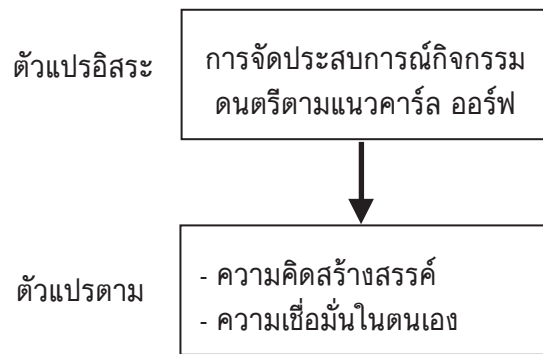 ตัวแปรอิสระ
การจัดประสบการณ์กิจกรรม
ดนตรีตามแนวคาร์ล ออร์ฟ
ตัวแปรตาม
- ความคิดสร้างสรรค์
- ความเชื่อมั่นในตนเอง